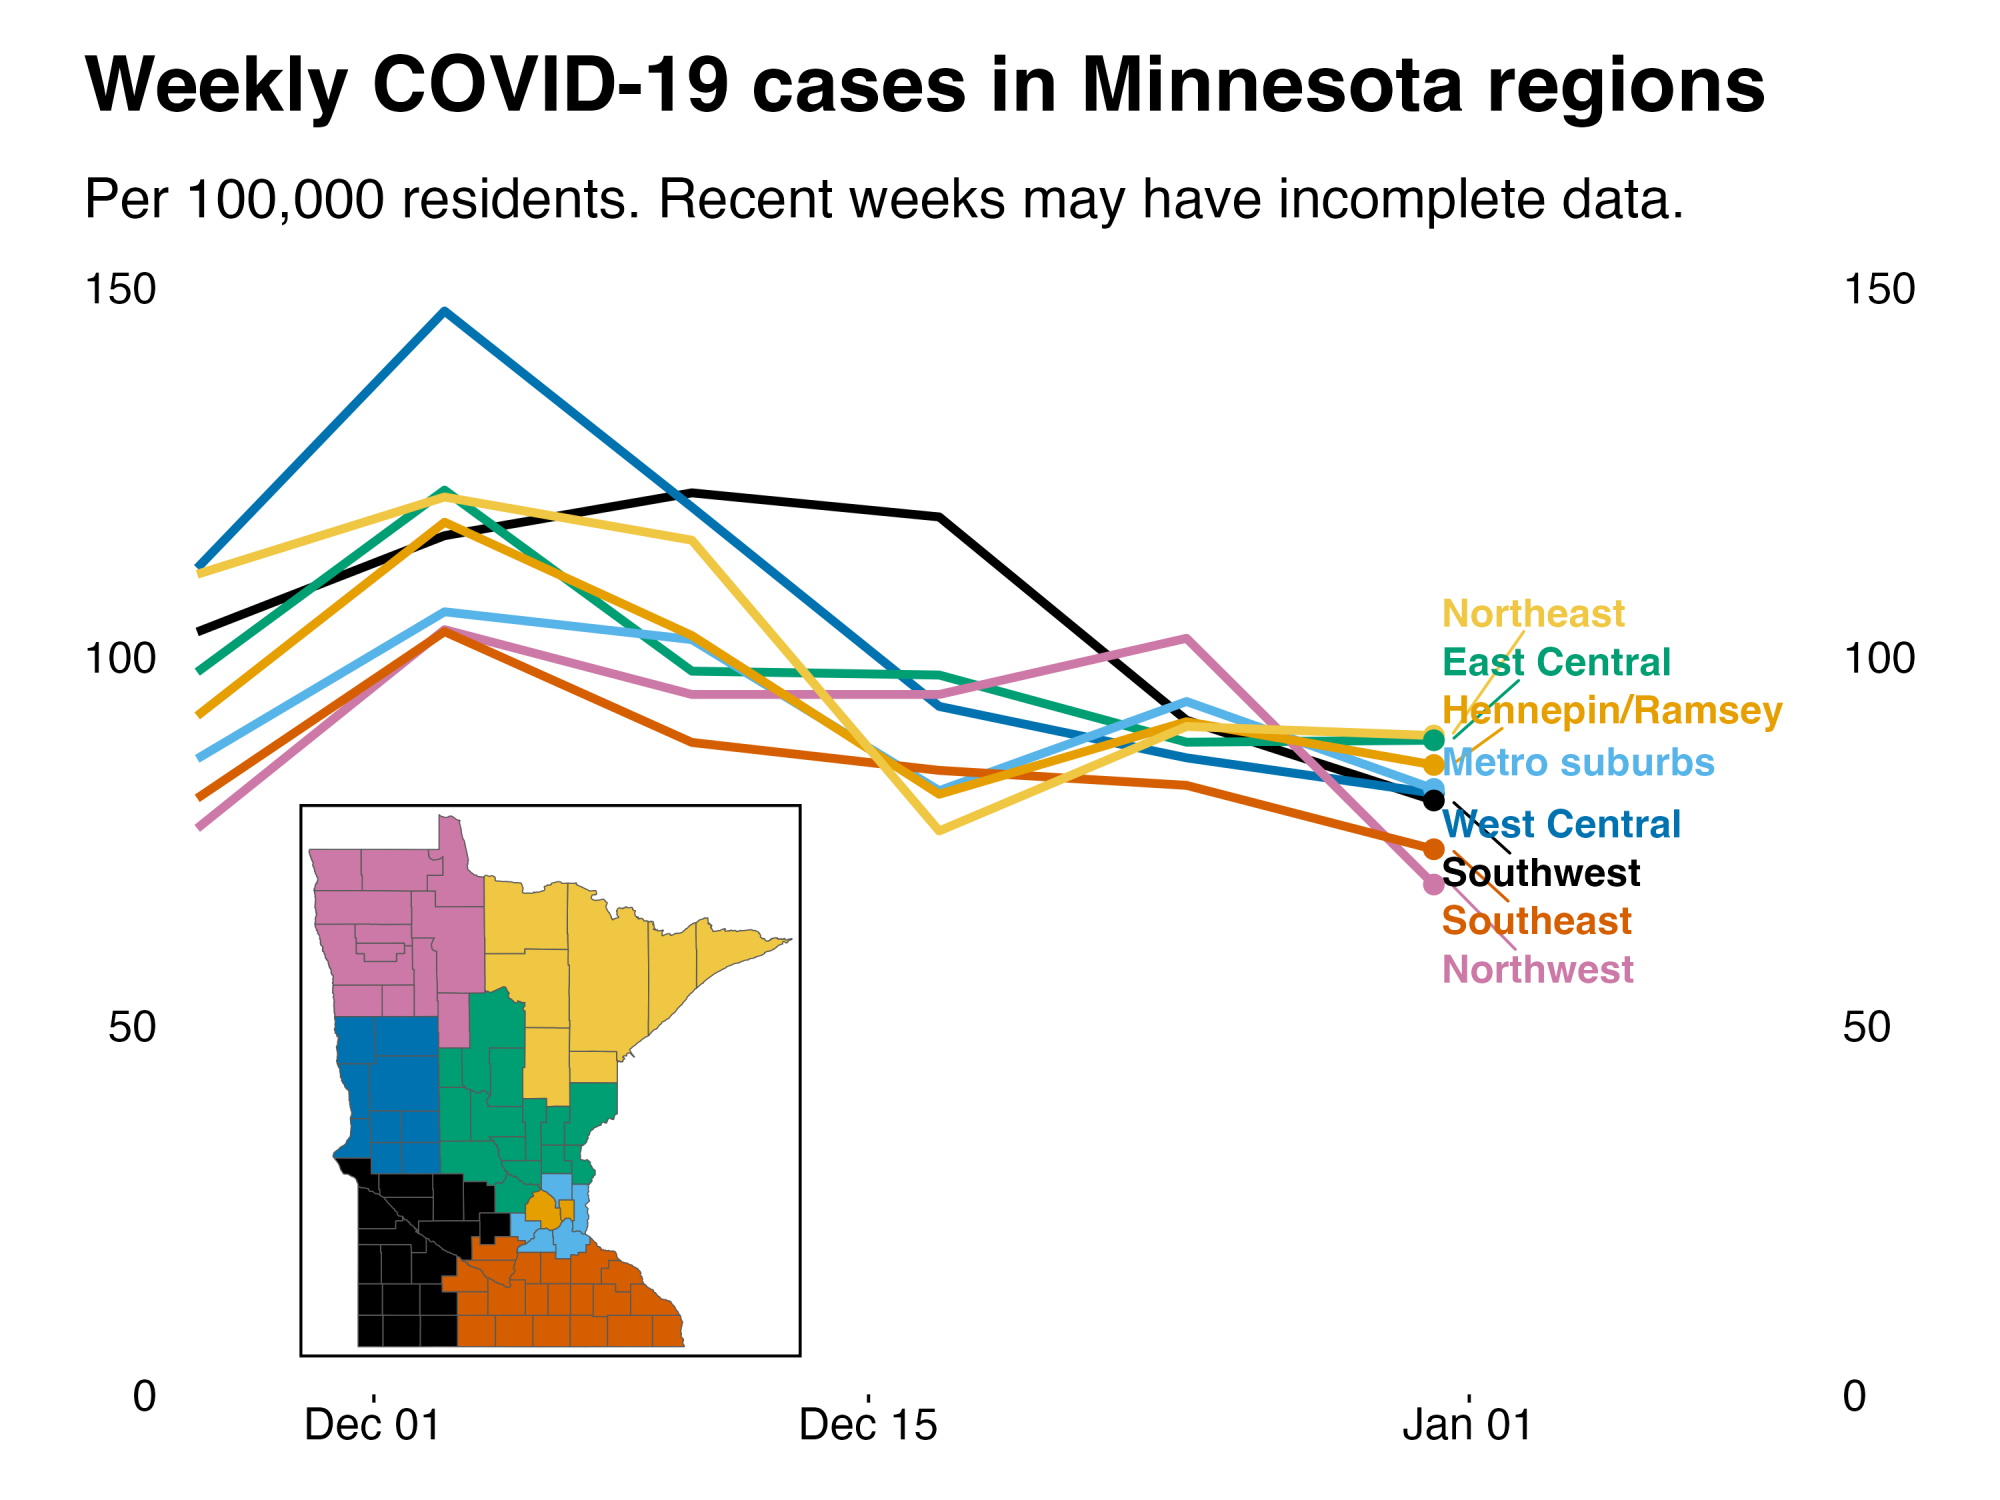 Weekly COVID-19 cases in Minnesota regions
Per 100,000 residents. Recent weeks may have incomplete data.
150 150
100 100
Northeast
East Central
Hennepin/Ramsey
Metro suburbs
West Central
Southwest
Southeast
Northwest
50 50
0 0
Dec 01 Dec 15 Jan 01